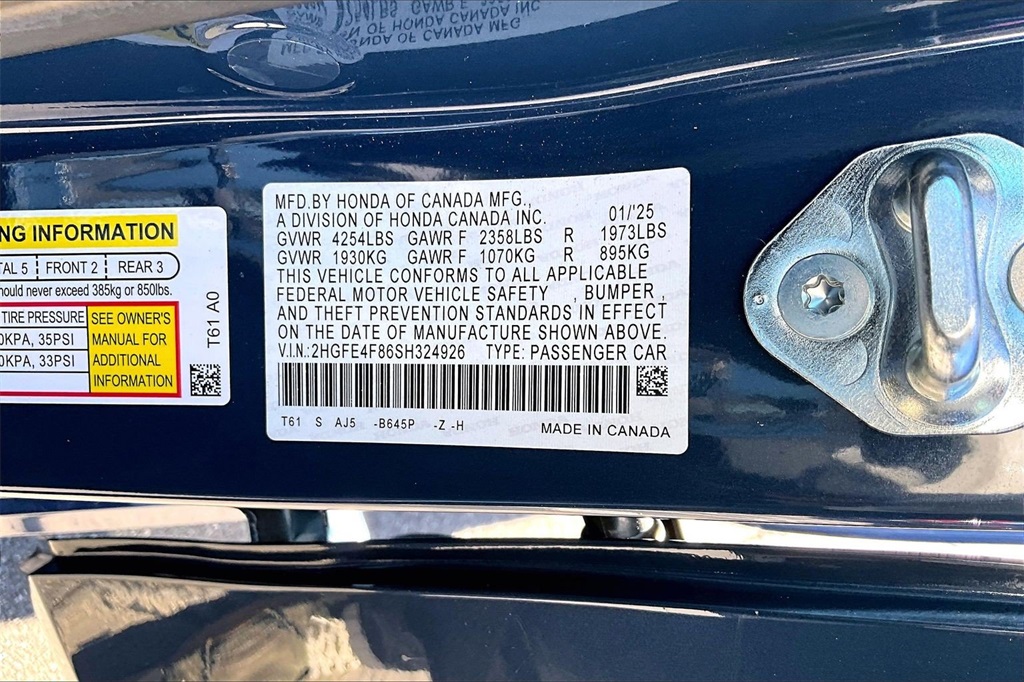 NG INFORMATION
TAL 5 FRONT 2 REAR 3
hould never exceed 385kg or 850lbs.
TIRE PRESSURE
0KPA, 35PSI
0KPA, 33PSI
SEE OWNER'S
MANUAL FOR
ADDITIONAL
INFORMATION
T61 A0
MFD.BY HONDA OF CANADA MFG.,
A DIVISION OF HONDA CANADA INC. 01/'25
GVWR 4254LBS GAWR F 2358LBS R 1973LBS
GVWR 1930KG GAWR F 1070KG R 895KG
THIS VEHICLE CONFORMS TO ALL APPLICABLE
FEDERAL MOTOR VEHICLE SAFETY , BUMPER ,
AND THEFT PREVENTION STANDARDS IN EFFECT
ON THE DATE OF MANUFACTURE SHOWN ABOVE.
V.I.N.:2HGFE4F86SH324926 TYPE: PASSENGER CAR
T61 S AJ5 -B645P -Z -H
MADE IN CANADA